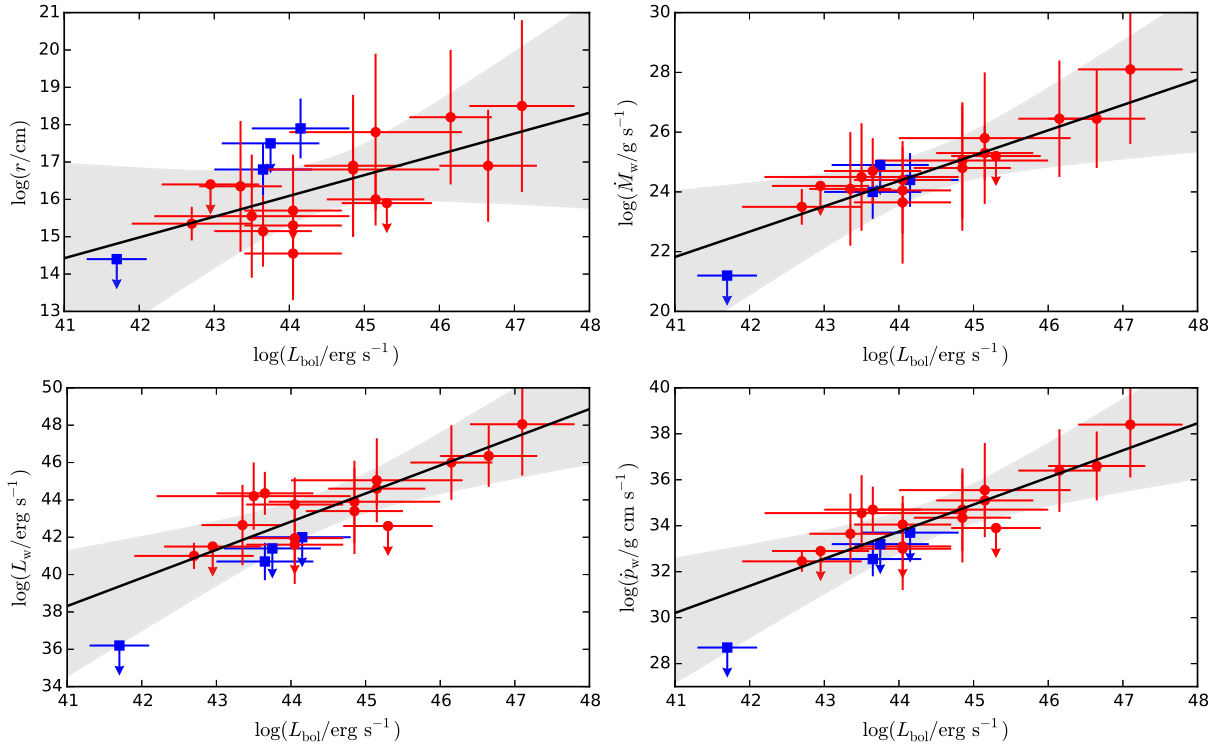 21
20
19
18
17
16
15
14
13
log(r/cm)
41 42 43 44 45 46 47 48
log(L_bol/erg s⁻¹)
30
28
26
24
22
20
log(Ṁ_w/g s⁻¹)
41 42 43 44 45 46 47 48
log(L_bol/erg s⁻¹)
50
48
46
44
42
40
38
36
34
log(L_w/erg s⁻¹)
41 42 43 44 45 46 47 48
log(L_bol/erg s⁻¹)
40
38
36
34
32
30
28
log(ṗ_w/g cm s⁻¹)
41 42 43 44 45 46 47 48
log(L_bol/erg s⁻¹)